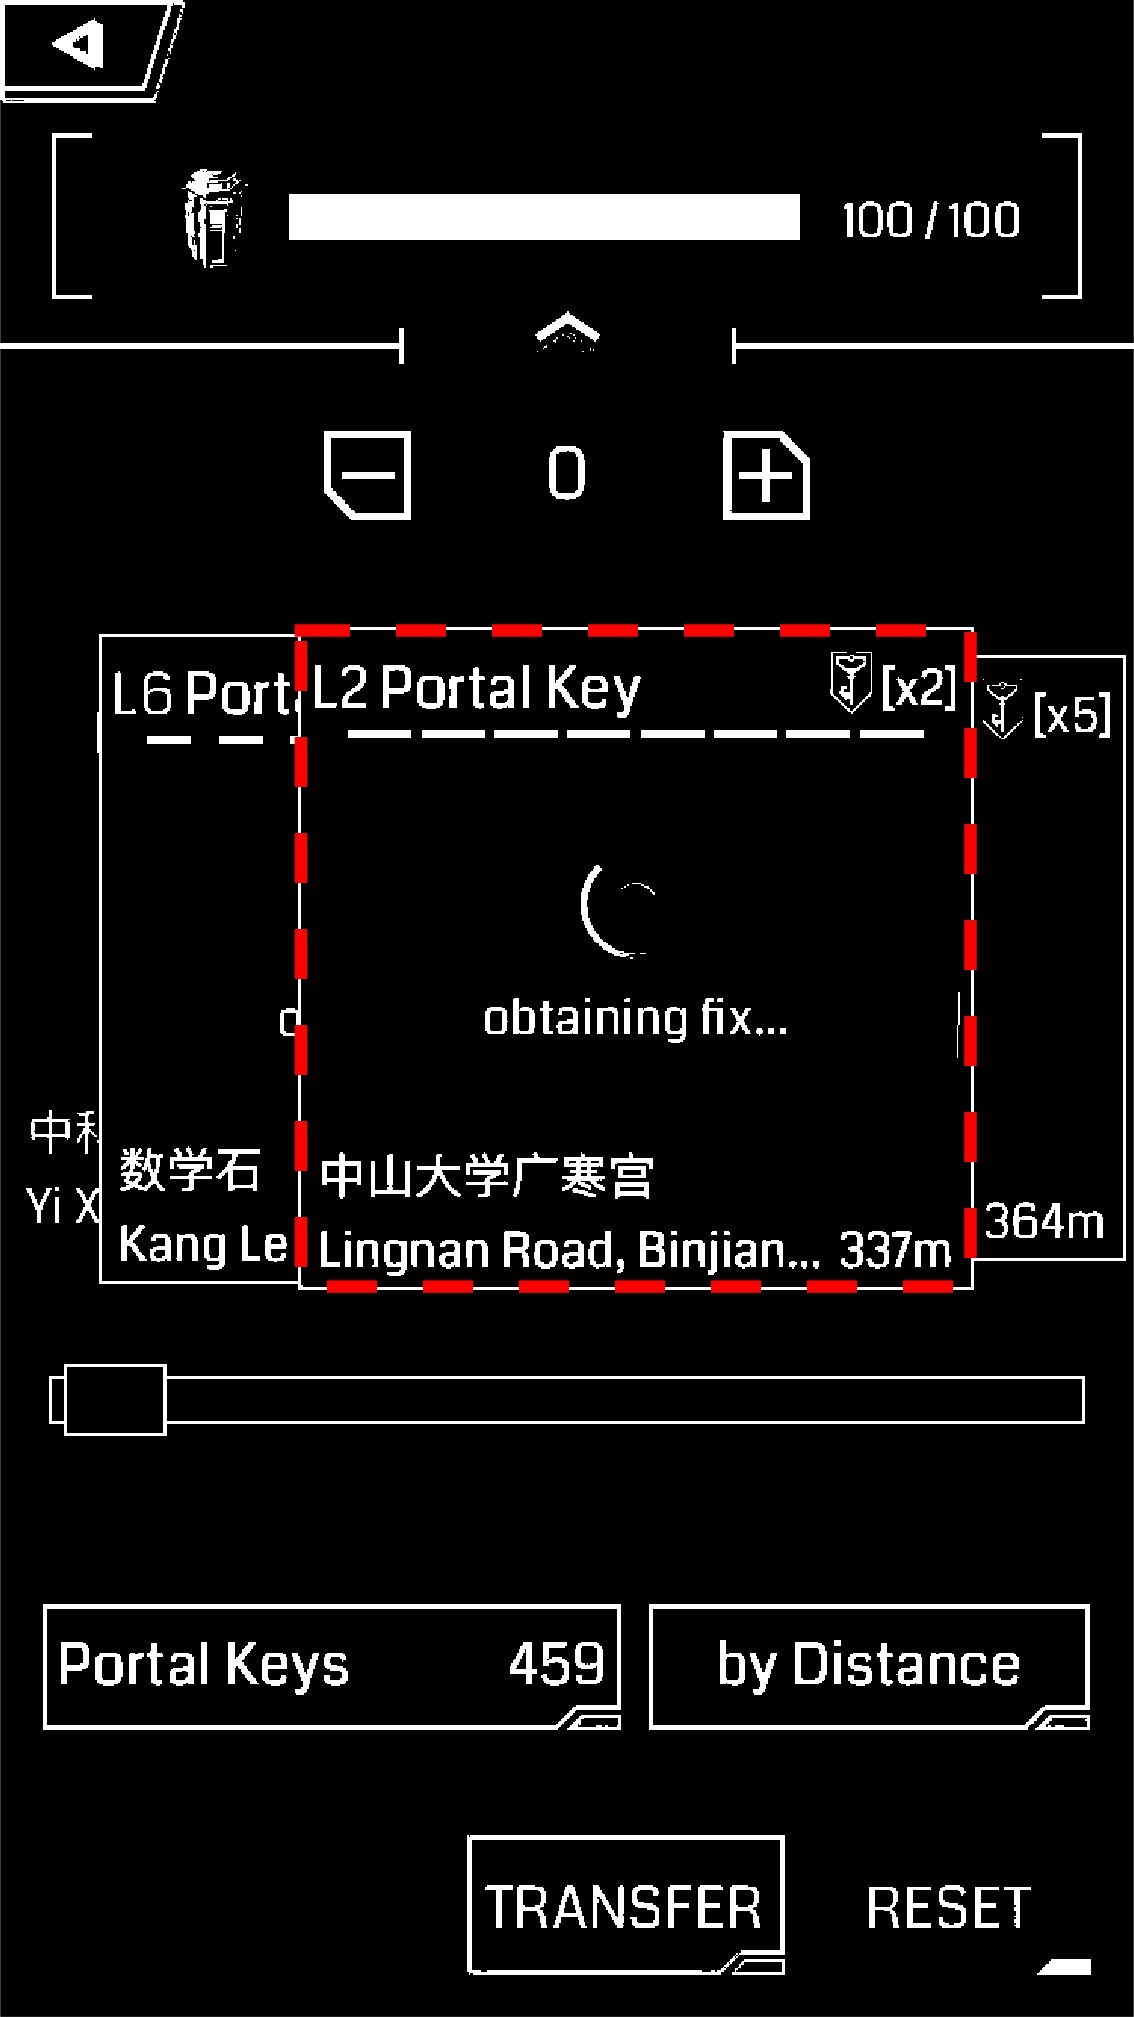 100 / 100
0
L6 Port
L2 Portal Key [x2]
[x5]
obtaining fix...
中科
数学石
中山大学广寒宫
Yi X
Kang Le
Lingnan Road, Binjian... 337m
364m
Portal Keys 459
by Distance
TRANSFER
RESET